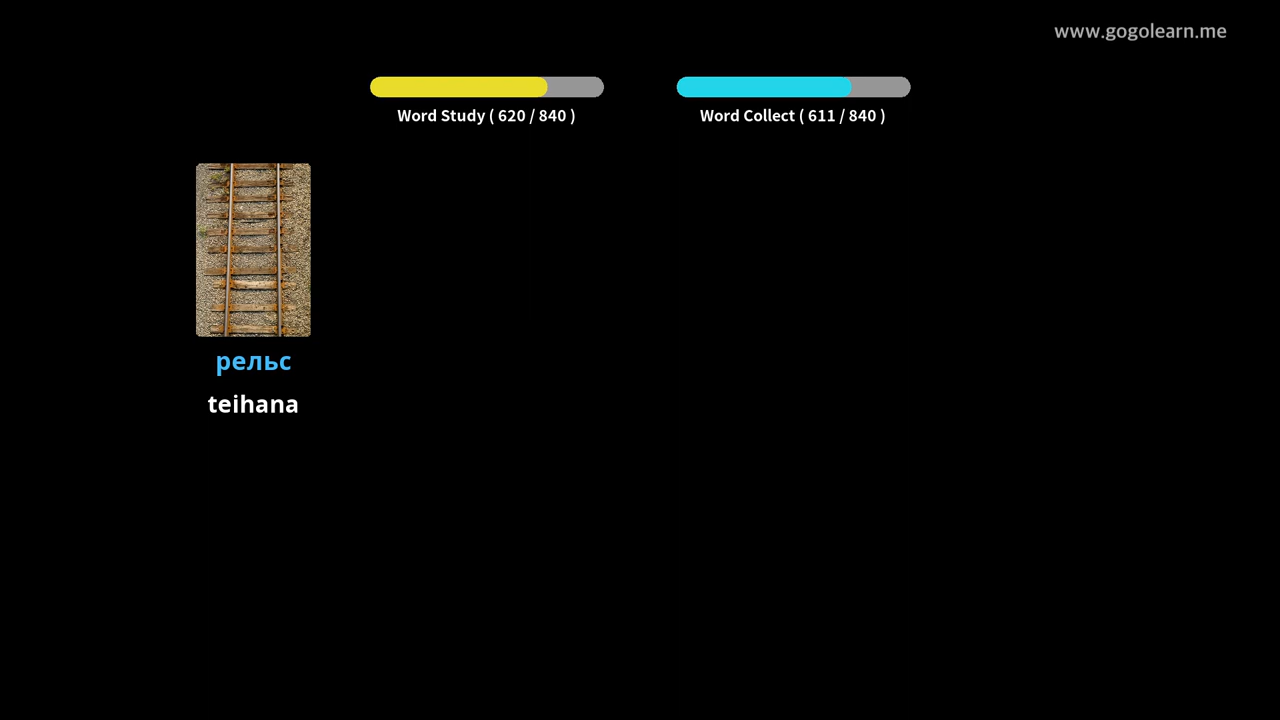 www.gogolearn.me
Word Study ( 620 / 840 )
Word Collect ( 611 / 840 )
рельс
teihana